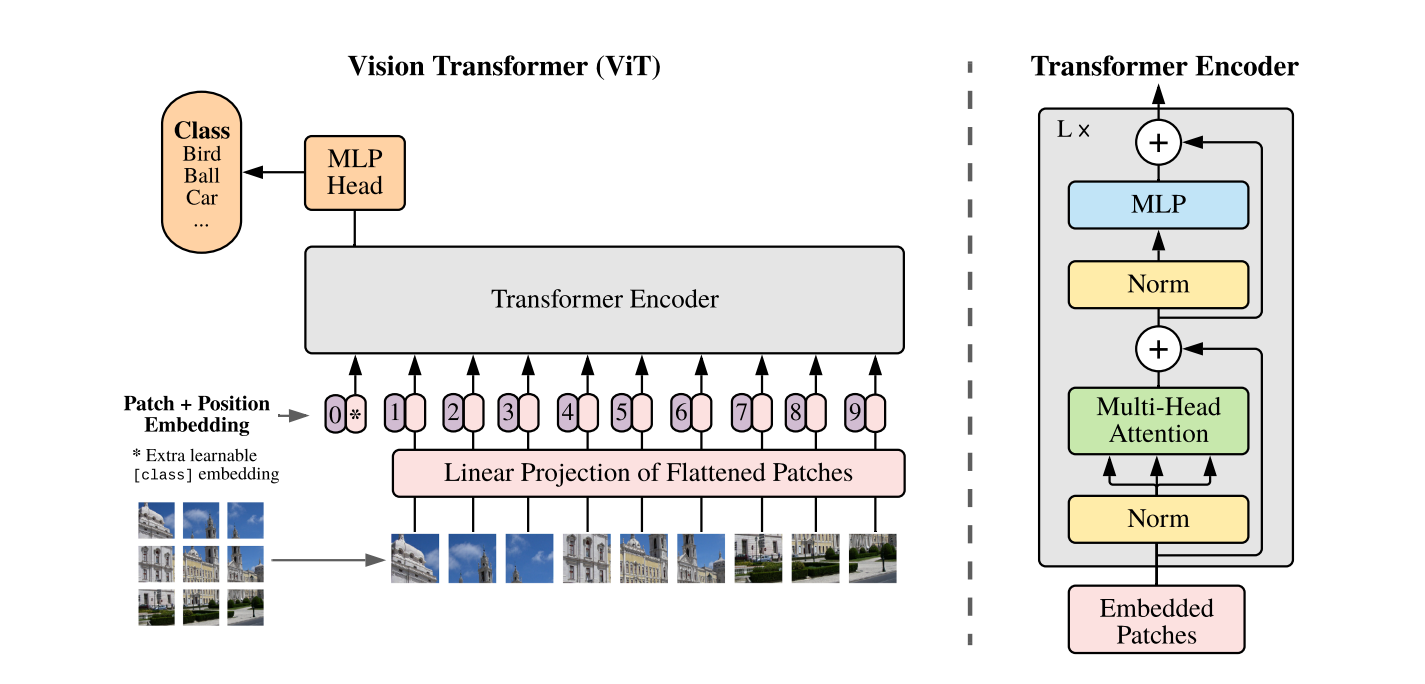 Vision Transformer (ViT)
Class
Bird
Ball
Car
...
MLP
Head
Transformer Encoder
Patch + Position
Embedding
0 * 1 2 3 4 5 6 7 8 9
* Extra learnable
[class] embedding
Linear Projection of Flattened Patches
Transformer Encoder
L ×
+
MLP
Norm
+
Multi-Head
Attention
Norm
Embedded
Patches